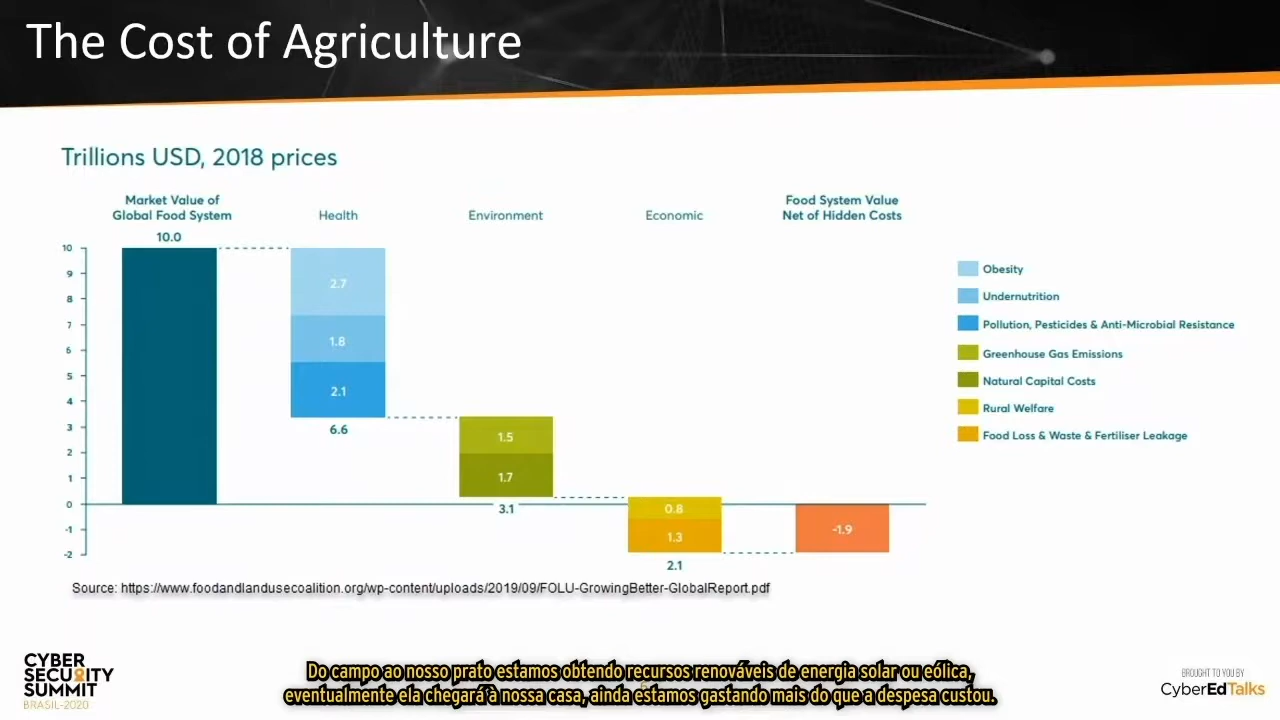 The Cost of Agriculture
Trillions USD, 2018 prices
Market Value of
Global Food System
Health
Environment
Economic
Food System Value
Net of Hidden Costs
10.0
10
9
8
7
6
5
4
3
2
1
0
-1
-2
2.7
1.8
2.1
6.6
1.5
1.7
3.1
0.8
1.3
2.1
-1.9
Obesity
Undernutrition
Pollution, Pesticides & Anti-Microbial Resistance
Greenhouse Gas Emissions
Natural Capital Costs
Rural Welfare
Food Loss & Waste & Fertiliser Leakage
Source: https://www.foodandlandusecoalition.org/wp-content/uploads/2019/09/FOLU-GrowingBetter-GlobalReport.pdf
CYBER
SECURITY
SUMMIT
BRASIL-2020
Do campo ao nosso prato estamos obtendo recursos renováveis de energia solar ou eólica,
eventualmente ela chegará à nossa casa, ainda estamos gastando mais do que a despesa custou.
BROUGHT TO YOU BY
CyberEdTalks